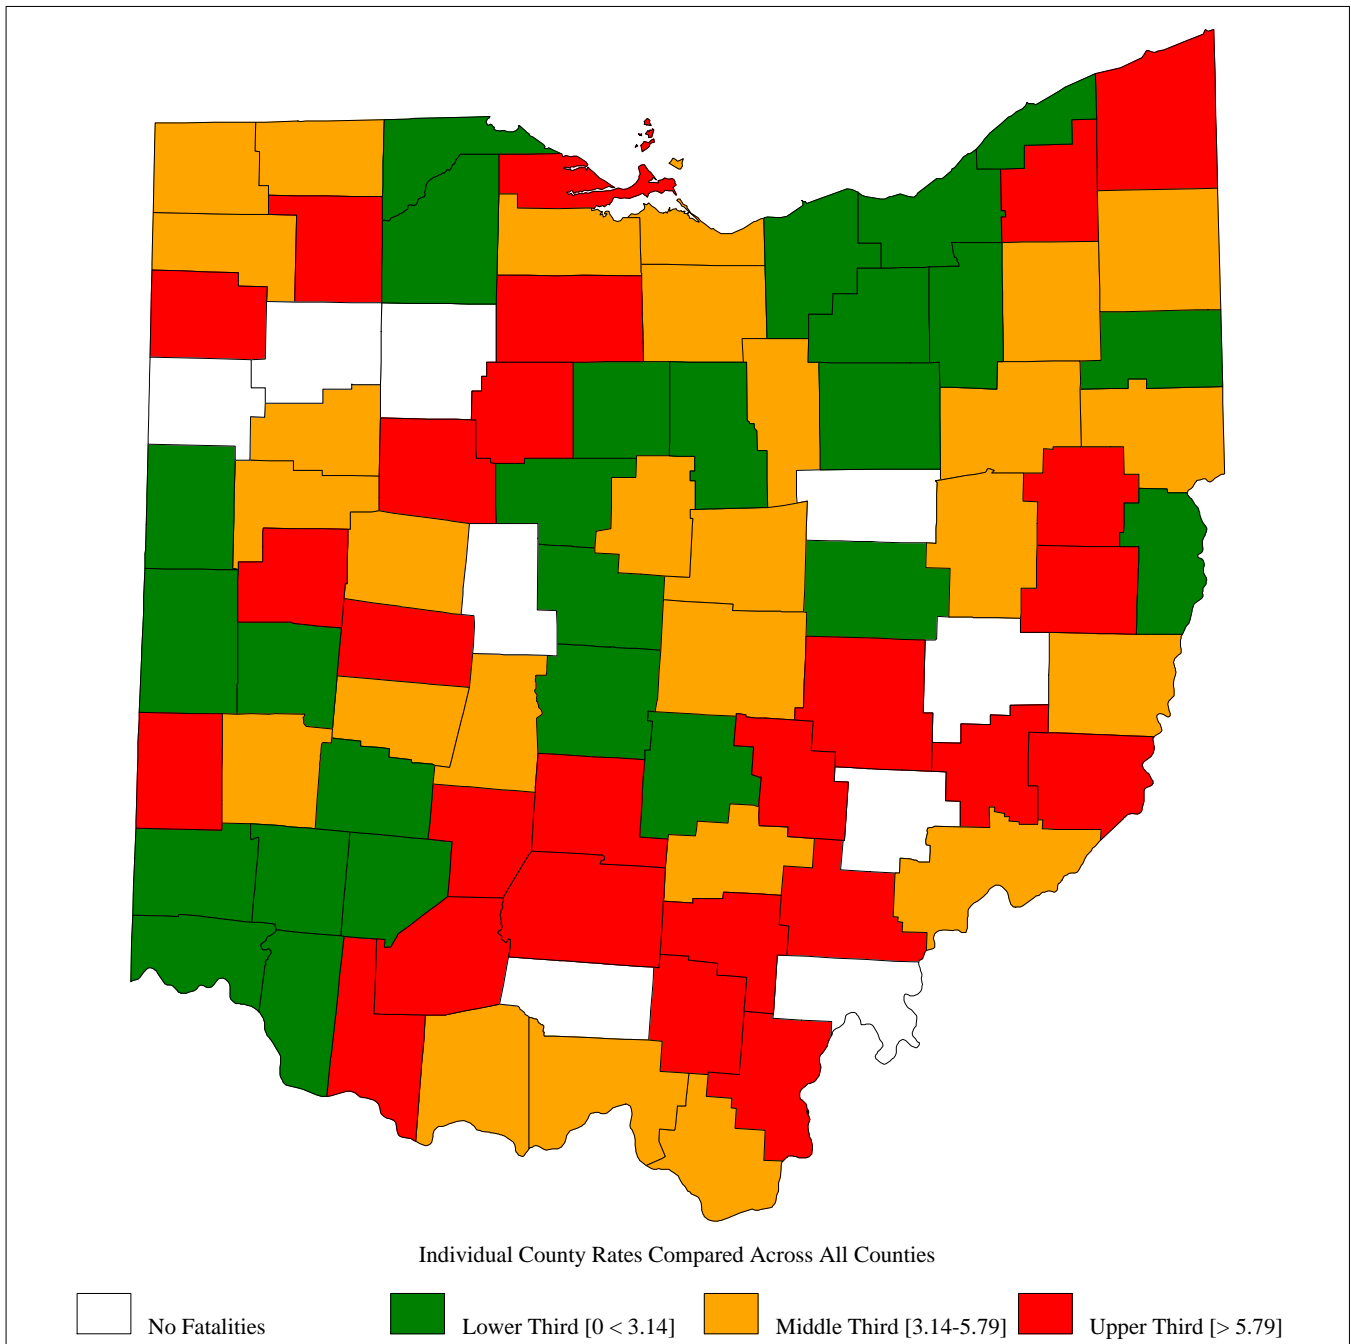 Individual County Rates Compared Across All Counties
No Fatalities Lower Third [0 < 3.14] Middle Third [3.14-5.79] Upper Third [> 5.79]